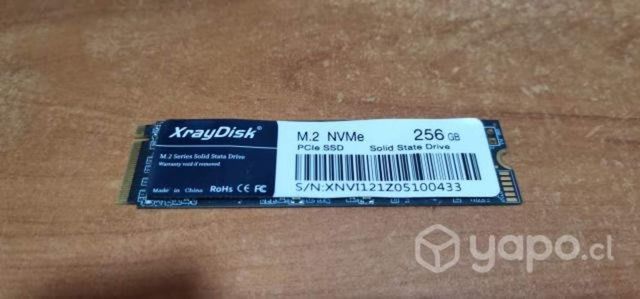 XrayDisk®
M.2 Series Solid Stata Drive
Warranty void if removed
Made in China RoHS CE FC
M.2 NVMe 256 GB
PCIe SSD Solid State Drive
S/N:XNVI121Z0S100433
yapo.cl